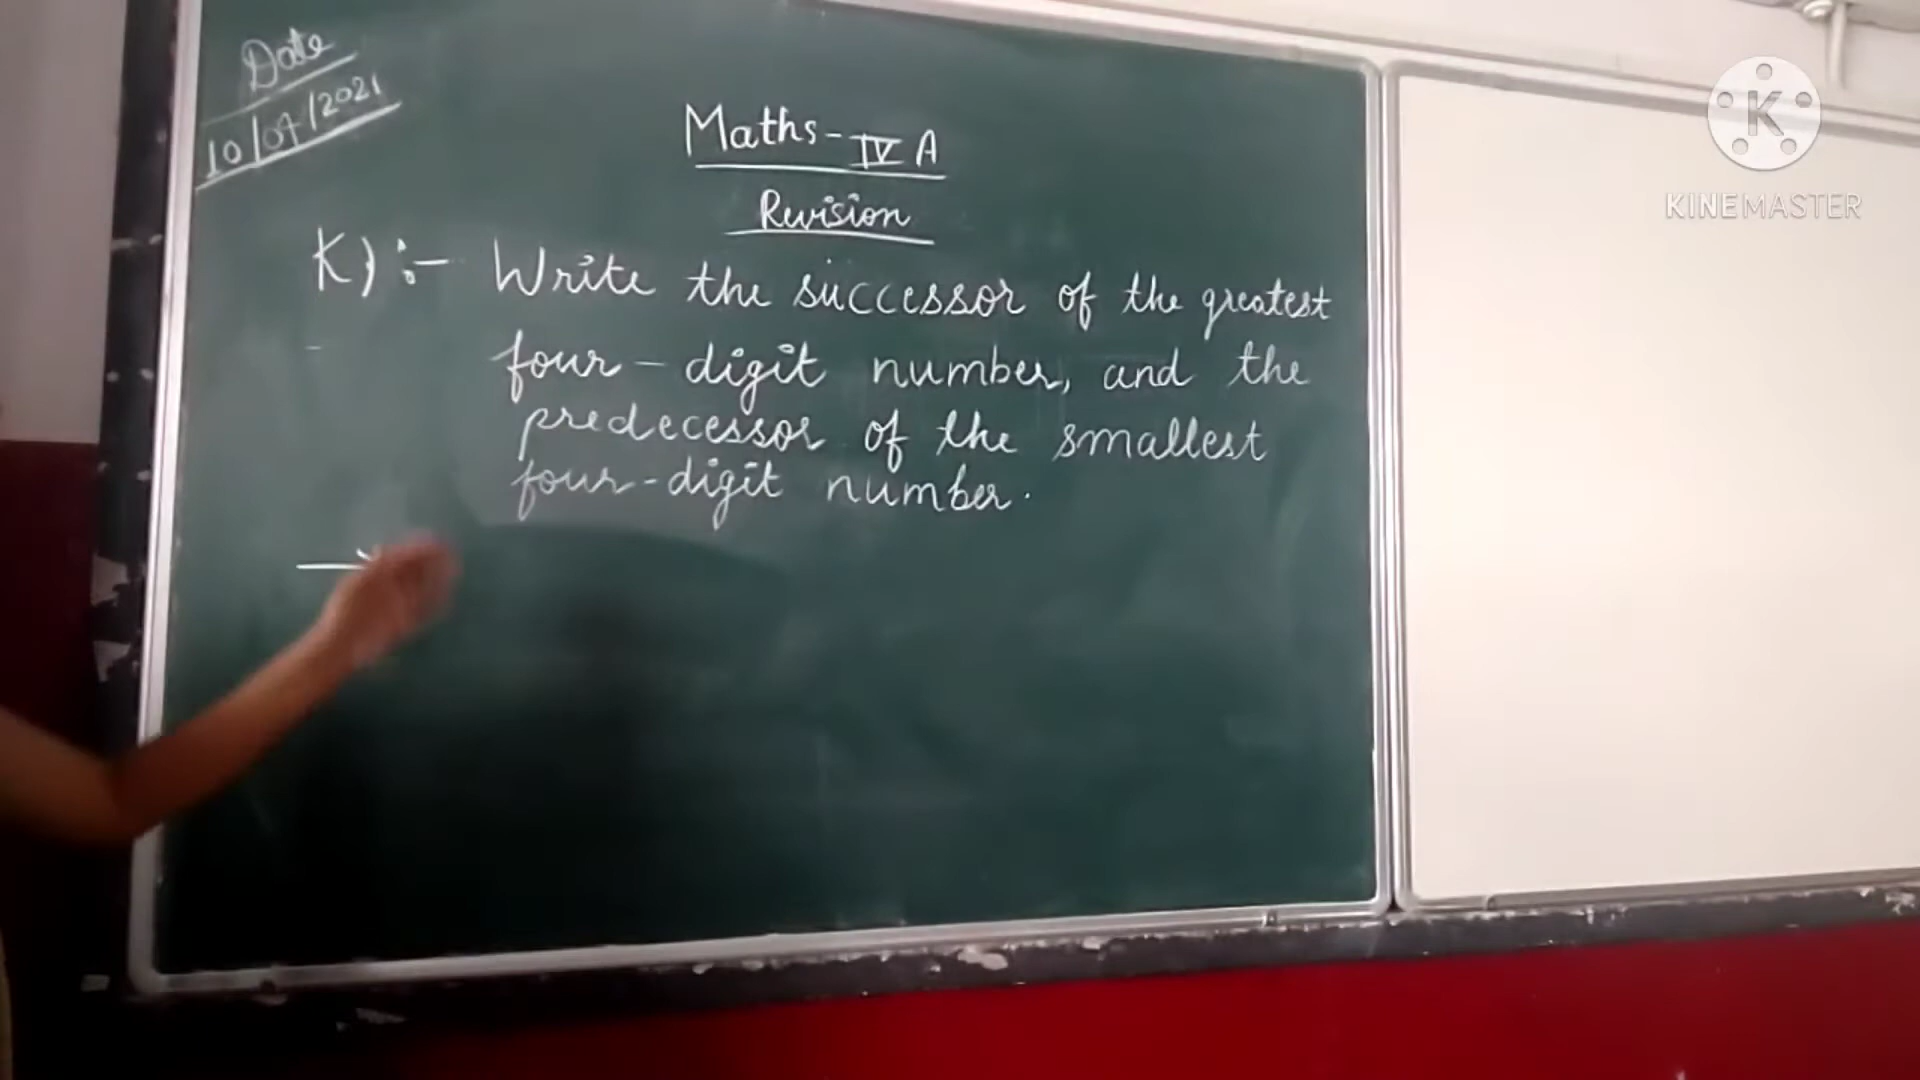 Date
10/07/2021
Maths - IV A
Revision
K) :- Write the successor of the greatest
four-digit number, and the
predecessor of the smallest
four-digit number.
K
KINEMASTER